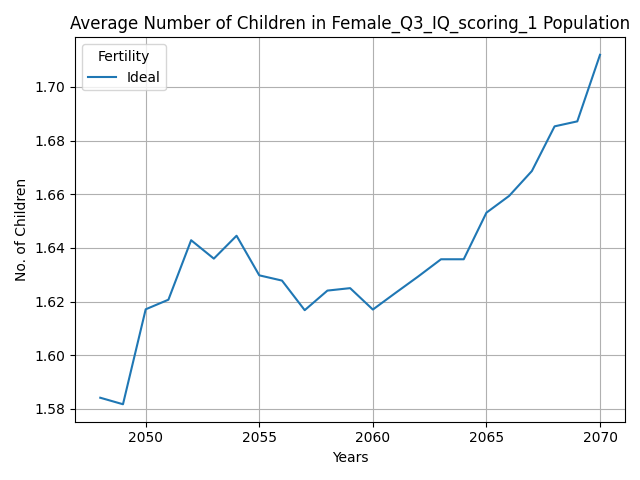 Average Number of Children in Female_Q3_IQ_scoring_1 Population
Fertility
Ideal
No. of Children
1.70
1.68
1.66
1.64
1.62
1.60
1.58
2050 2055 2060 2065 2070
Years